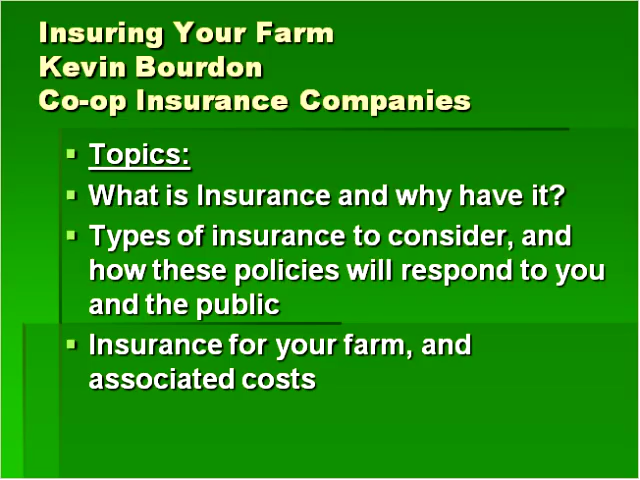 Insuring Your Farm
Kevin Bourdon
Co-op Insurance Companies
Topics:
What is Insurance and why have it?
Types of insurance to consider, and
how these policies will respond to you
and the public
Insurance for your farm, and
associated costs